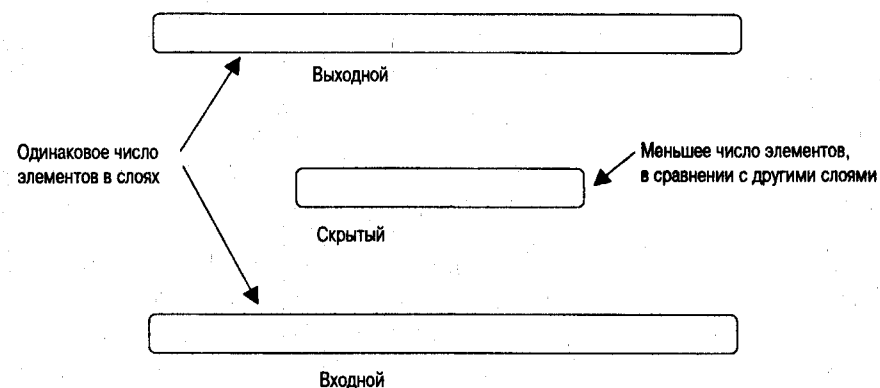 Выходной
Одинаковое число
элементов в слоях
Меньшее число элементов,
в сравнении с другими слоями
Скрытый
Входной